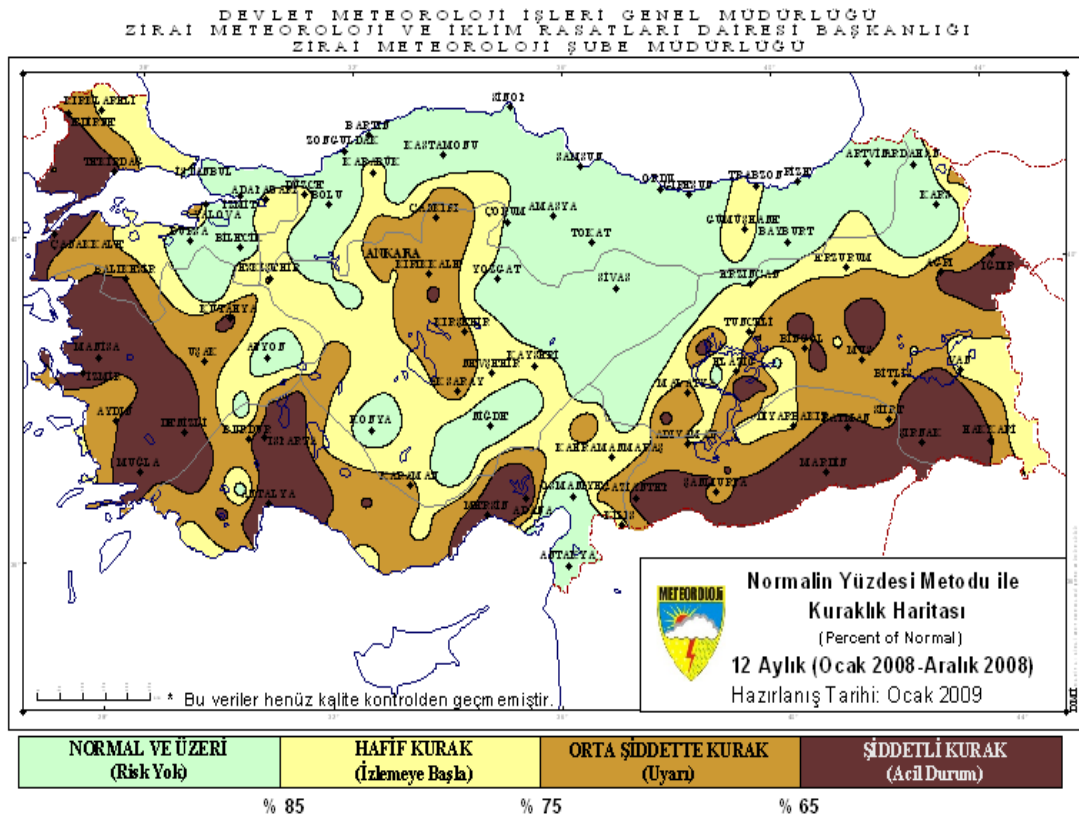 DEVLET METEOROLOJİ İŞLERİ GENEL MÜDÜRLÜĞÜ
ZİRAİ METEOROLOJİ VE İKLİM RASATLARI DAİRESİ BAŞKANLIĞI
ZİRAİ METEOROLOJİ ŞUBE MÜDÜRLÜĞÜ
SİNOP
BARTIN
ZONGULDAK
KASTAMONU
KARABÜK
SAMSUN
ARTVİN
ARDAHAN
TEKİRDAĞ
İSTANBUL
DÜZCE
BOLU
ORDU
GİRESUN
TRABZON
RİZE
KARS
İZMİT
YALOVA
ÇANKIRI
ÇORUM
AMASYA
GÜMÜŞHANE
BAYBURT
ÇANAKKALE
BURSA
BİLECİK
ANKARA
TOKAT
BALIKESİR
ESKİŞEHİR
KIRIKKALE
YOZGAT
SİVAS
ERZİNCAN
ERZURUM
AĞRI
IĞDIR
KÜTAHYA
KIRŞEHİR
TUNCELİ
BİNGÖL
MANİSA
UŞAK
AFYON
NEVŞEHİR
KAYSERİ
ELAZIĞ
MUŞ
VAN
İZMİR
AKSARAY
MALATYA
BİTLİS
AYDIN
DENİZLİ
BURDUR
ISPARTA
KONYA
NİĞDE
ADIYAMAN
DİYARBAKIR
BATMAN
SİİRT
ŞIRNAK
HAKKARİ
MUĞLA
KAHRAMANMARAŞ
MARDİN
ANTALYA
KARAMAN
MERSİN
ADANA
OSMANİYE
GAZİANTEP
ŞANLIURFA
KİLİS
ANTAKYA
METEOROLOJİ
Normalin Yüzdesi Metodu ile
Kuraklık Haritası
(Percent of Normal)
12 Aylık (Ocak 2008-Aralık 2008)
Hazırlanış Tarihi: Ocak 2009
* Bu veriler henüz kalite kontrolden geçmemiştir.
NORMAL VE ÜZERİ
(Risk Yok)
HAFİF KURAK
(İzlemeye Başla)
ORTA ŞİDDETTE KURAK
(Uyarı)
ŞİDDETLİ KURAK
(Acil Durum)
% 85
% 75
% 65